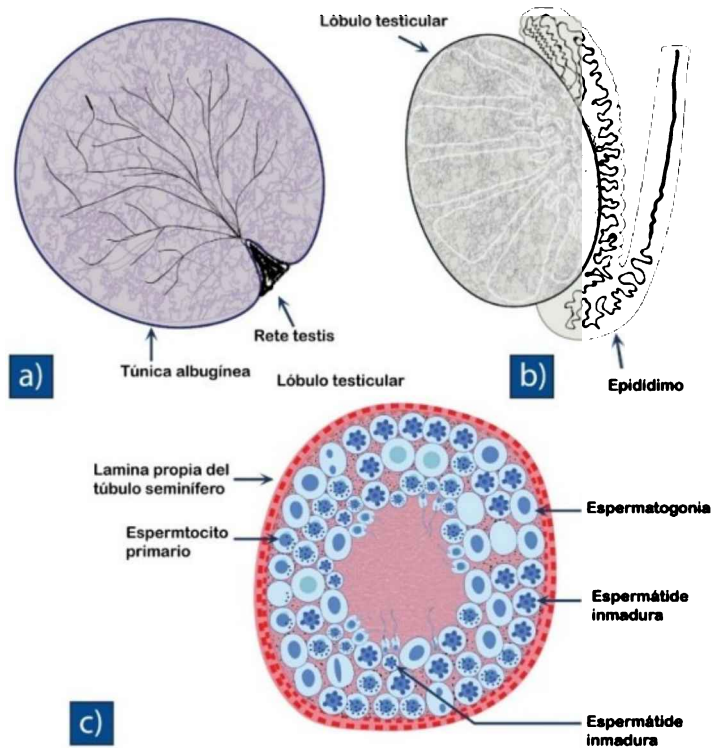 Lóbulo testicular
Rete testis
Túnica albugínea
a)
b)
Epidídimo
Lóbulo testicular
Lamina propia del
túbulo seminífero
Espermtocito
primario
Espermatogonia
Espermátide
inmadura
Espermátide
inmadura
c)